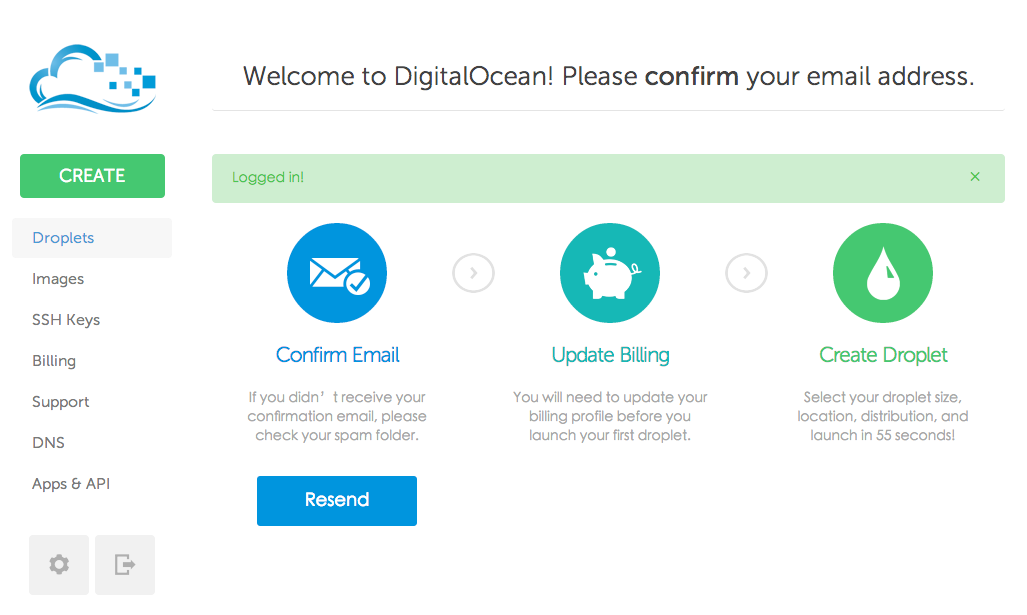 Welcome to DigitalOcean! Please confirm your email address.
CREATE
Logged in!
×
Droplets
Images
SSH Keys
Billing
Support
DNS
Apps & API
Confirm Email
If you didn’t receive your
confirmation email, please
check your spam folder.
Resend
Update Billing
You will need to update your
billing profile before you
launch your first droplet.
Create Droplet
Select your droplet size,
location, distribution, and
launch in 55 seconds!